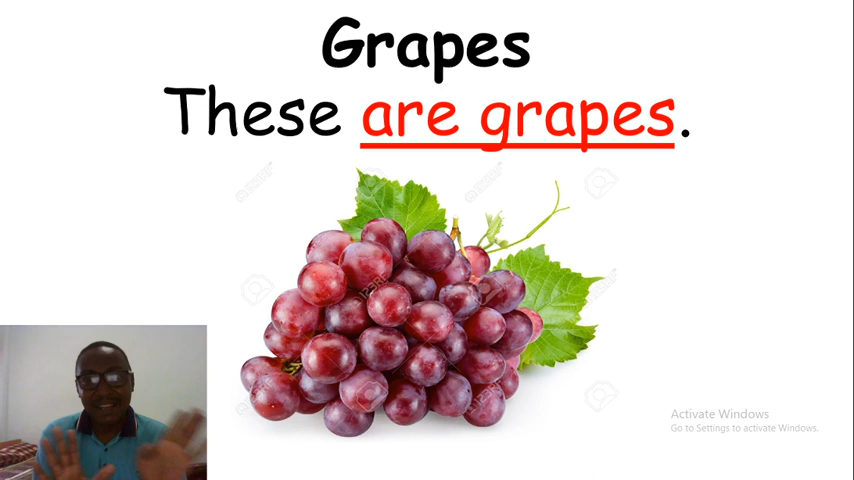 Grapes
These are grapes.
Activate Windows
Go to Settings to activate Windows.